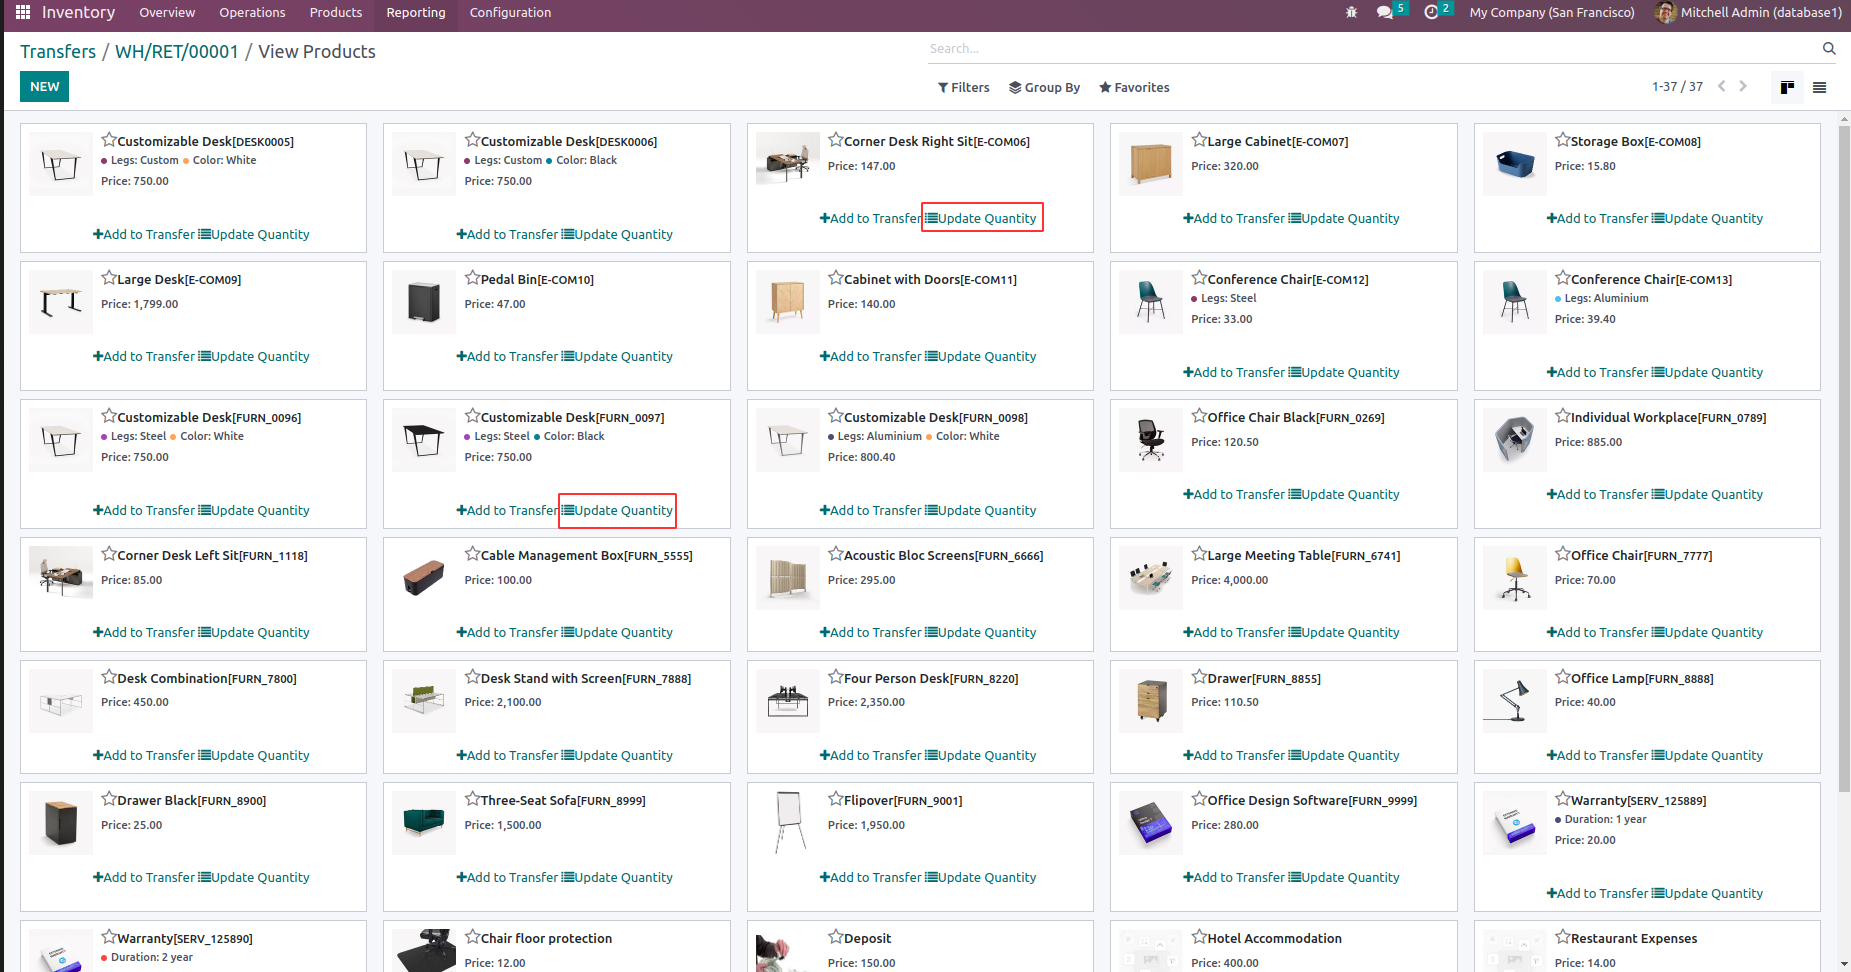 Inventory Overview Operations Products Reporting Configuration 5 2 My Company (San Francisco) Mitchell Admin (database1)
Transfers / WH/RET/00001 / View Products
Search...
NEW
Filters Group By Favorites
1-37 / 37
Customizable Desk[DESK0005]
Legs: Custom Color: White
Price: 750.00
Add to Transfer Update Quantity
Customizable Desk[DESK0006]
Legs: Custom Color: Black
Price: 750.00
Add to Transfer Update Quantity
Corner Desk Right Sit[E-COM06]
Price: 147.00
Add to Transfer Update Quantity
Large Cabinet[E-COM07]
Price: 320.00
Add to Transfer Update Quantity
Storage Box[E-COM08]
Price: 15.80
Add to Transfer Update Quantity
Large Desk[E-COM09]
Price: 1,799.00
Add to Transfer Update Quantity
Pedal Bin[E-COM10]
Price: 47.00
Add to Transfer Update Quantity
Cabinet with Doors[E-COM11]
Price: 140.00
Add to Transfer Update Quantity
Conference Chair[E-COM12]
Legs: Steel
Price: 33.00
Add to Transfer Update Quantity
Conference Chair[E-COM13]
Legs: Aluminium
Price: 39.40
Add to Transfer Update Quantity
Customizable Desk[FURN_0096]
Legs: Steel Color: White
Price: 750.00
Add to Transfer Update Quantity
Customizable Desk[FURN_0097]
Legs: Steel Color: Black
Price: 750.00
Add to Transfer Update Quantity
Customizable Desk[FURN_0098]
Legs: Aluminium Color: White
Price: 800.40
Add to Transfer Update Quantity
Office Chair Black[FURN_0269]
Price: 120.50
Add to Transfer Update Quantity
Individual Workplace[FURN_0789]
Price: 885.00
Add to Transfer Update Quantity
Corner Desk Left Sit[FURN_1118]
Price: 85.00
Add to Transfer Update Quantity
Cable Management Box[FURN_5555]
Price: 100.00
Add to Transfer Update Quantity
Acoustic Bloc Screens[FURN_6666]
Price: 295.00
Add to Transfer Update Quantity
Large Meeting Table[FURN_6741]
Price: 4,000.00
Add to Transfer Update Quantity
Office Chair[FURN_7777]
Price: 70.00
Add to Transfer Update Quantity
Desk Combination[FURN_7800]
Price: 450.00
Add to Transfer Update Quantity
Desk Stand with Screen[FURN_7888]
Price: 2,100.00
Add to Transfer Update Quantity
Four Person Desk[FURN_8220]
Price: 2,350.00
Add to Transfer Update Quantity
Drawer[FURN_8855]
Price: 110.50
Add to Transfer Update Quantity
Office Lamp[FURN_8888]
Price: 40.00
Add to Transfer Update Quantity
Drawer Black[FURN_8900]
Price: 25.00
Add to Transfer Update Quantity
Three-Seat Sofa[FURN_8999]
Price: 1,500.00
Add to Transfer Update Quantity
Flipover[FURN_9001]
Price: 1,950.00
Add to Transfer Update Quantity
Office Design Software[FURN_9999]
Price: 280.00
Add to Transfer Update Quantity
Warranty[SERV_125889]
Duration: 1 year
Price: 20.00
Add to Transfer Update Quantity
Warranty[SERV_125890]
Duration: 2 year
Chair floor protection
Price: 12.00
Deposit
Price: 150.00
Hotel Accommodation
Price: 400.00
Restaurant Expenses
Price: 14.00